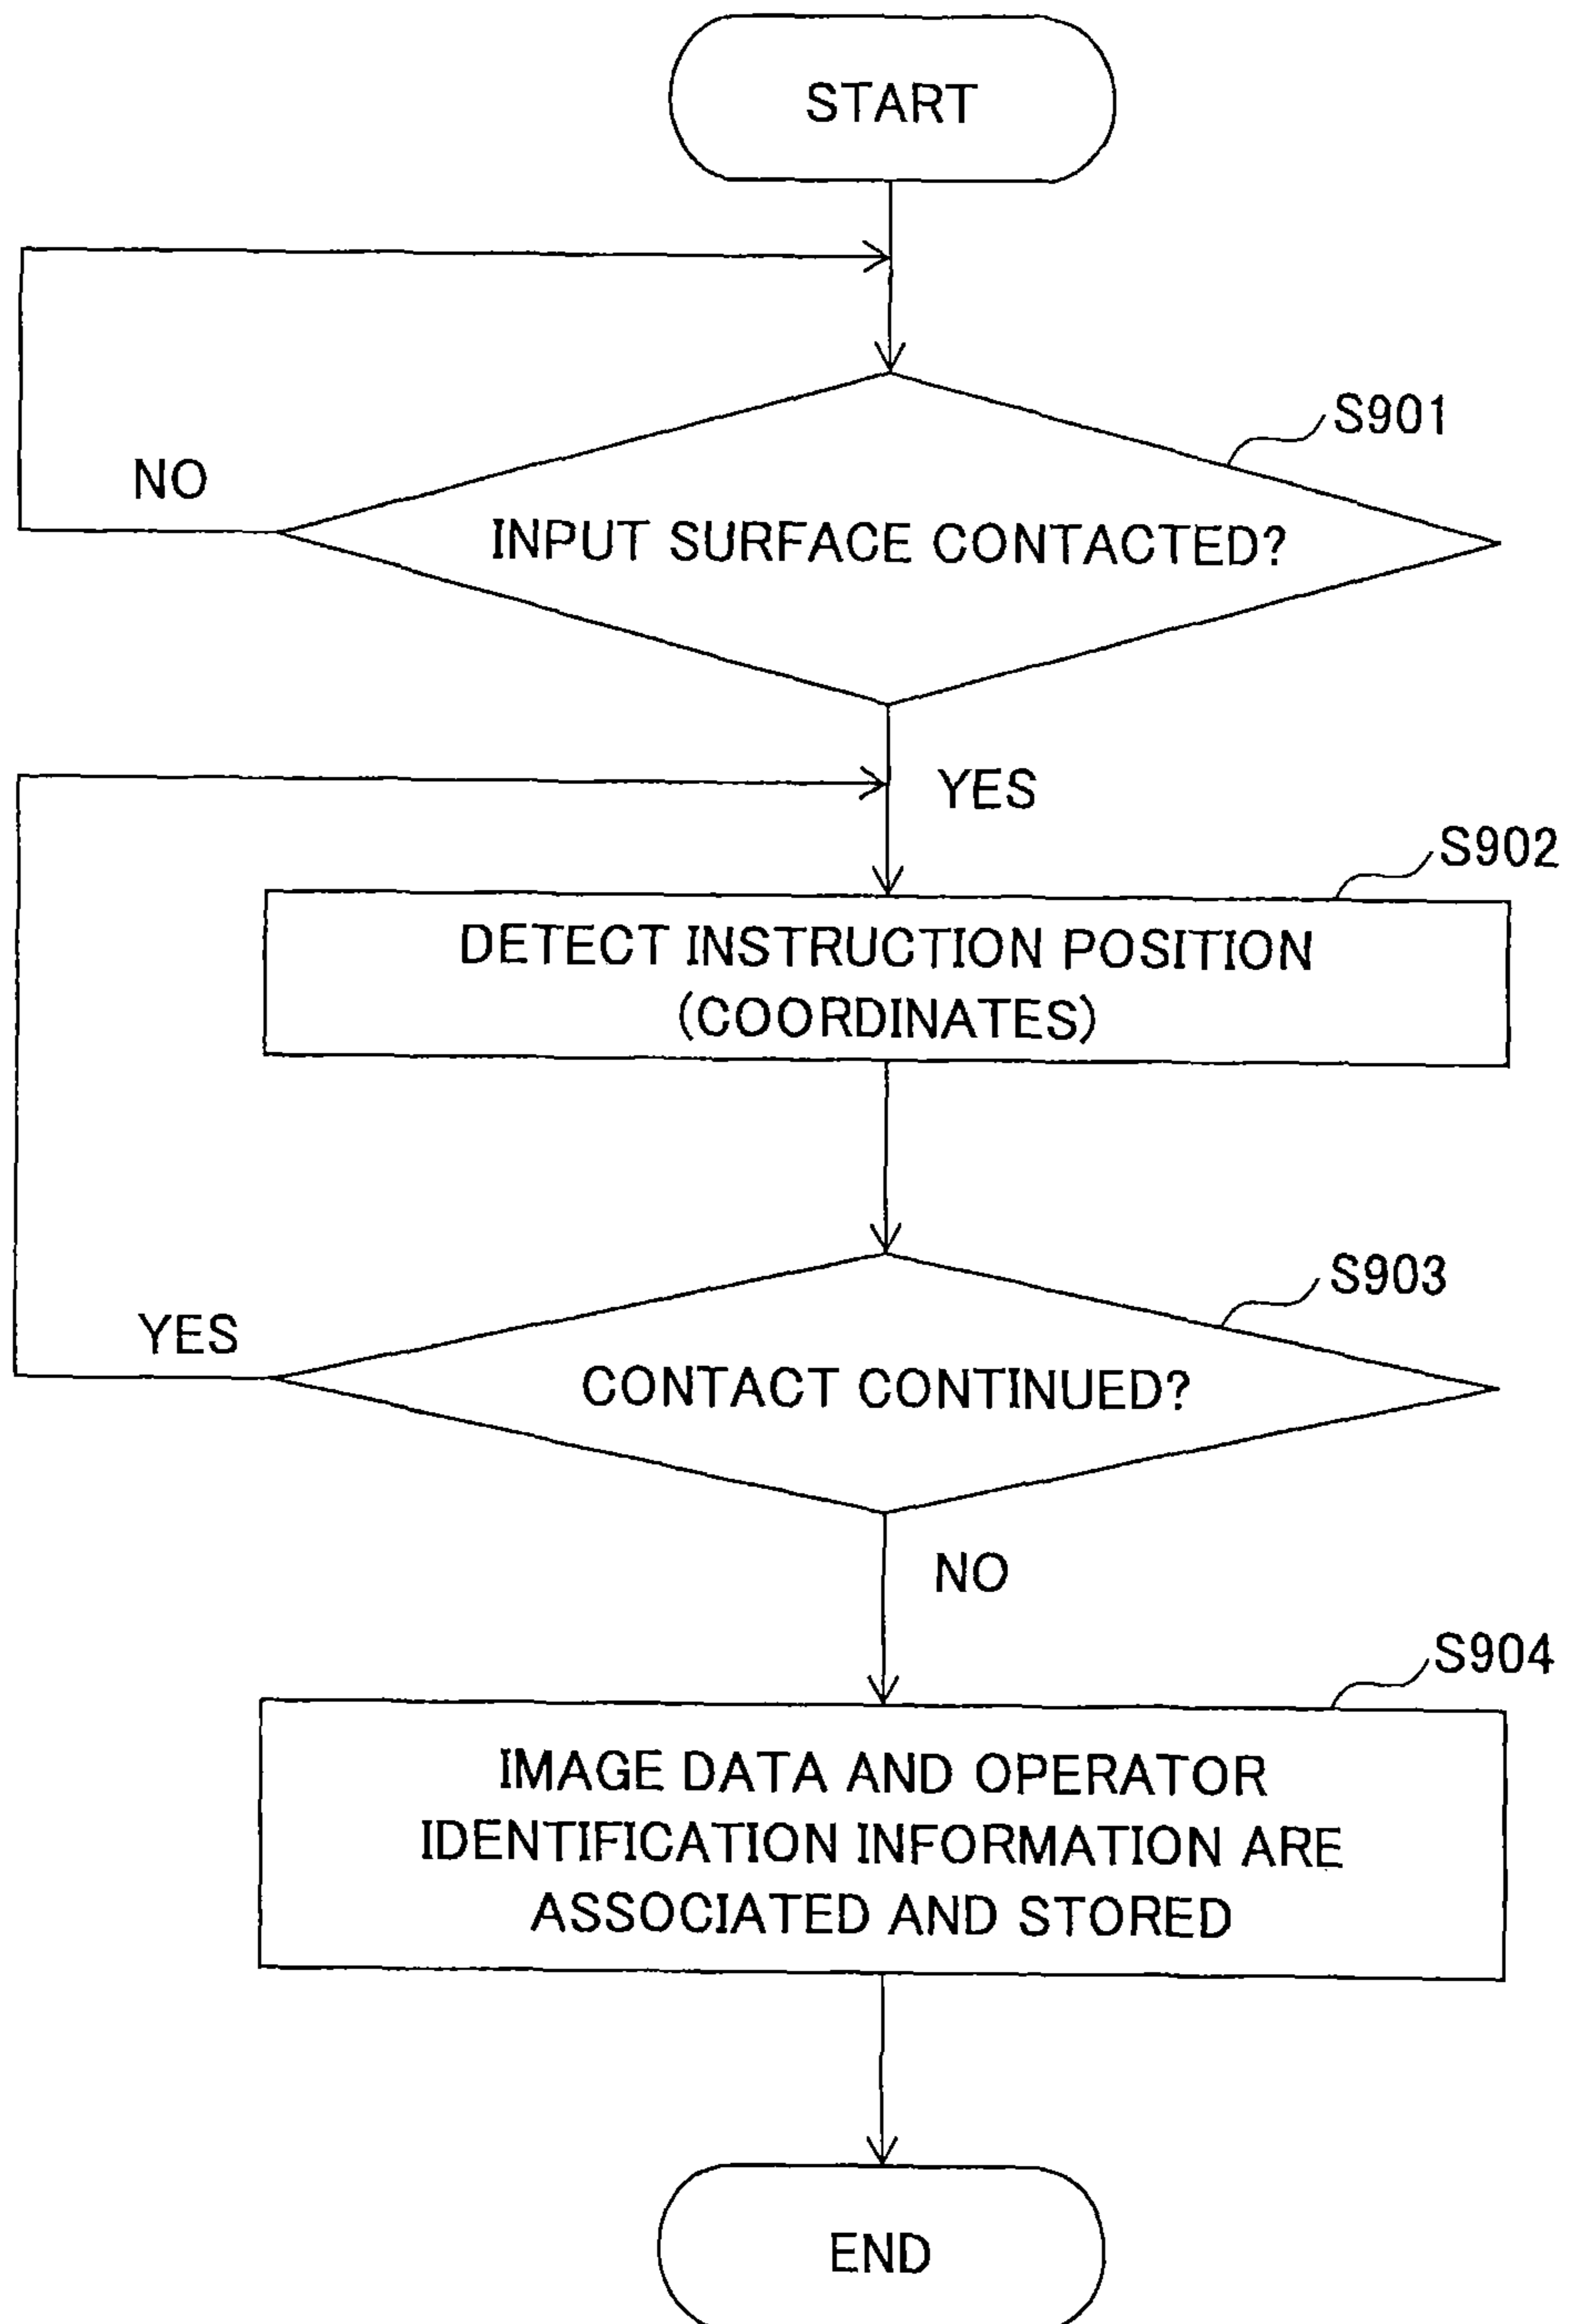 START
S901
NO
INPUT SURFACE CONTACTED?
YES
S902
DETECT INSTRUCTION POSITION
(COORDINATES)
S903
YES
CONTACT CONTINUED?
NO
S904
IMAGE DATA AND OPERATOR
IDENTIFICATION INFORMATION ARE
ASSOCIATED AND STORED
END